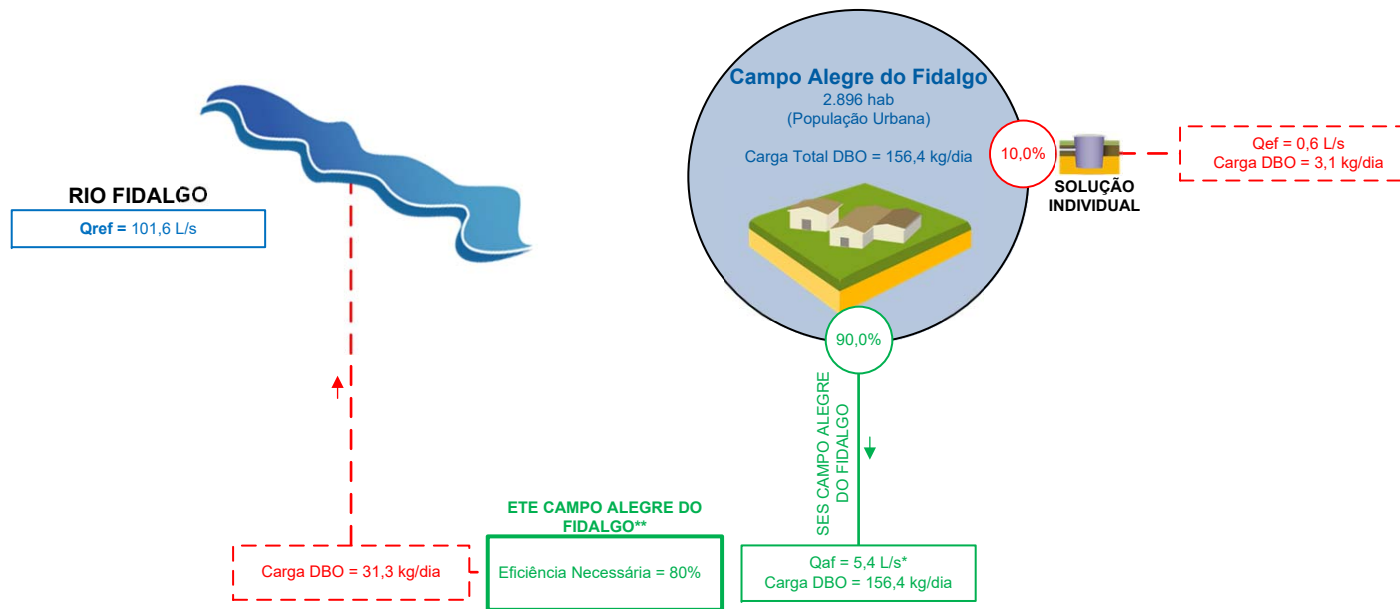 Campo Alegre do Fidalgo
2.896 hab
(População Urbana)
Carga Total DBO = 156,4 kg/dia
10,0%
SOLUÇÃO
INDIVIDUAL
Qef = 0,6 L/s
Carga DBO = 3,1 kg/dia
RIO FIDALGO
Qref = 101,6 L/s
90,0%
SES CAMPO ALEGRE
DO FIDALGO
ETE CAMPO ALEGRE DO
FIDALGO**
Eficiência Necessária = 80%
Qaf = 5,4 L/s*
Carga DBO = 156,4 kg/dia
Carga DBO = 31,3 kg/dia